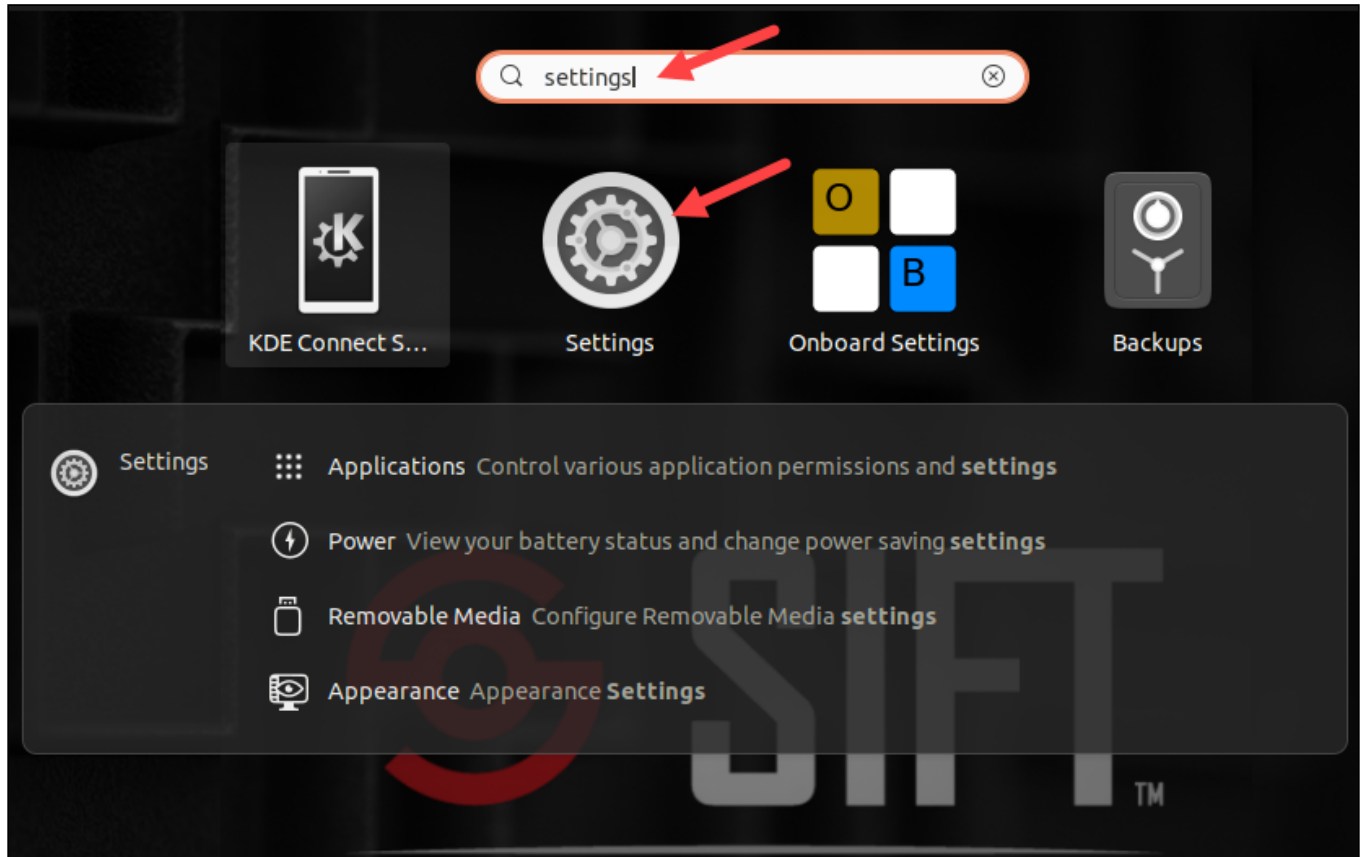 settings
KDE Connect S...
Settings
Onboard Settings
Backups
O
B
Settings
Applications Control various application permissions and settings
Power View your battery status and change power saving settings
Removable Media Configure Removable Media settings
Appearance Appearance Settings
SIFT
TM